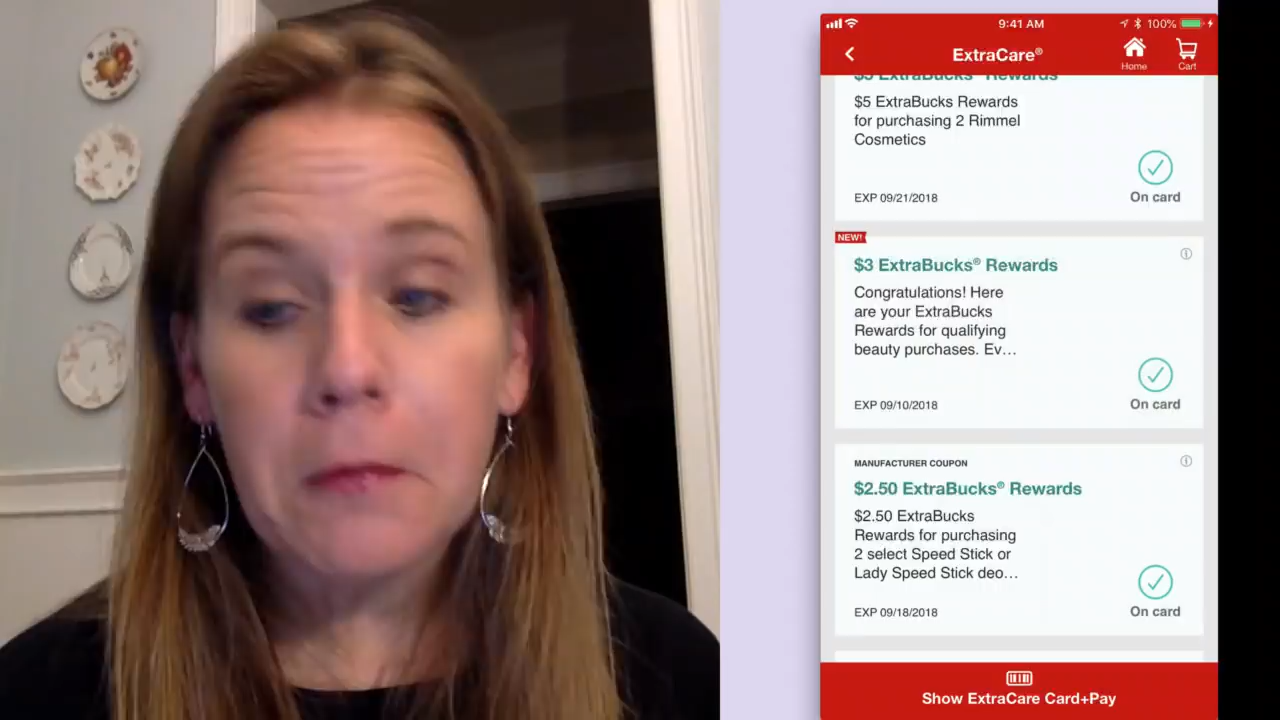 9:41 AM
100%
ExtraCare®
Home
Cart
$5 ExtraBucks® Rewards
$5 ExtraBucks Rewards
for purchasing 2 Rimmel
Cosmetics
EXP 09/21/2018
On card
NEW!
$3 ExtraBucks® Rewards
Congratulations! Here
are your ExtraBucks
Rewards for qualifying
beauty purchases. Ev…
EXP 09/10/2018
On card
MANUFACTURER COUPON
$2.50 ExtraBucks® Rewards
$2.50 ExtraBucks
Rewards for purchasing
2 select Speed Stick or
Lady Speed Stick deo…
EXP 09/18/2018
On card
Show ExtraCare Card+Pay